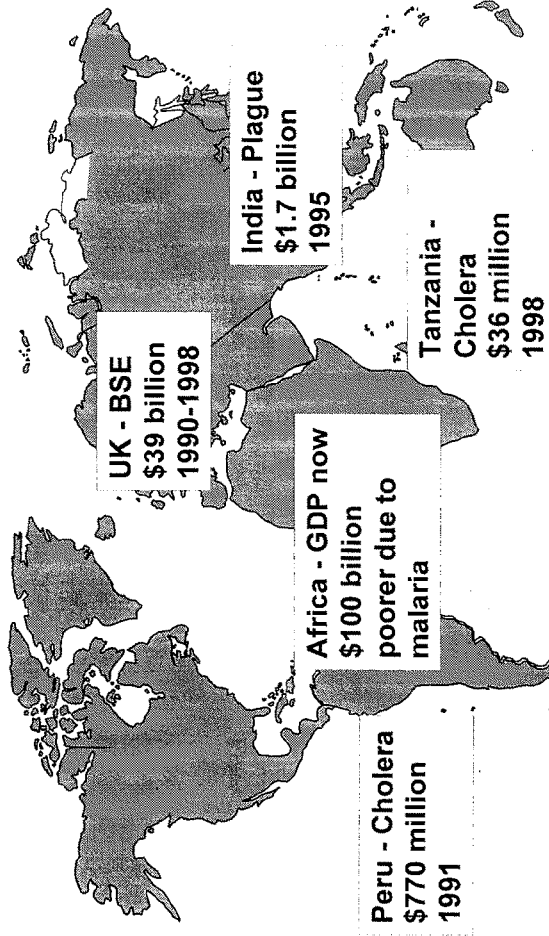 UK - BSE
$39 billion
1990-1998
India - Plague
$1.7 billion
1995
Africa - GDP now
$100 billion
poorer due to
malaria
Tanzania -
Cholera
$36 million
1998
Peru - Cholera
$770 million
1991